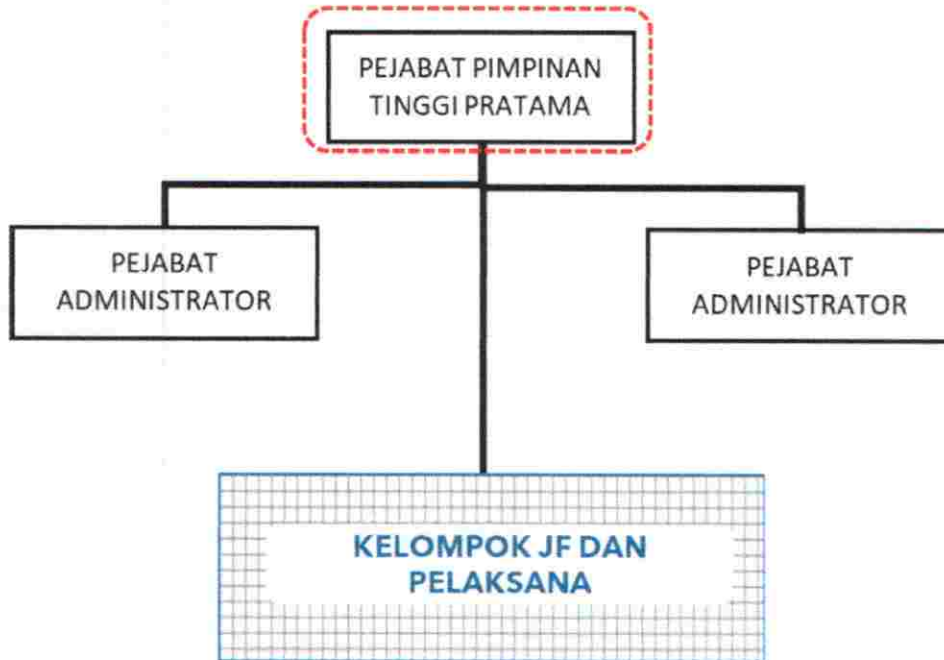 PEJABAT PIMPINAN
TINGGI PRATAMA
PEJABAT
ADMINISTRATOR
PEJABAT
ADMINISTRATOR
KELOMPOK JF DAN
PELAKSANA